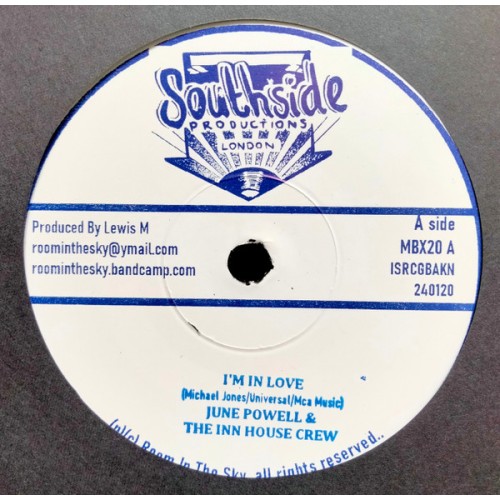 Southside
PRODUCTIONS
LONDON
Produced By Lewis M
roominthesky@ymail.com
roominthesky.bandcamp.com
A side
MBX20 A
ISRCGBAKN
240120
I'M IN LOVE
(Michael Jones/Universal/Mca Music)
JUNE POWELL &
THE INN HOUSE CREW
(p)(c) Room In The Sky, all rights reserved..